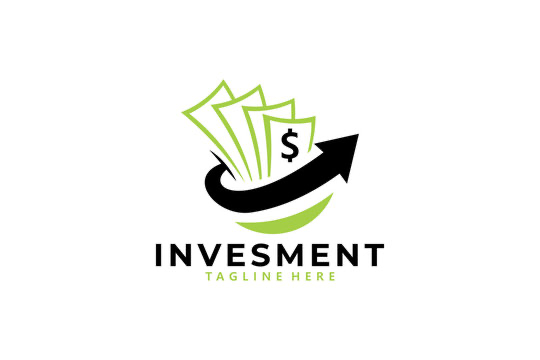 $
INVESMENT
TAGLINE HERE